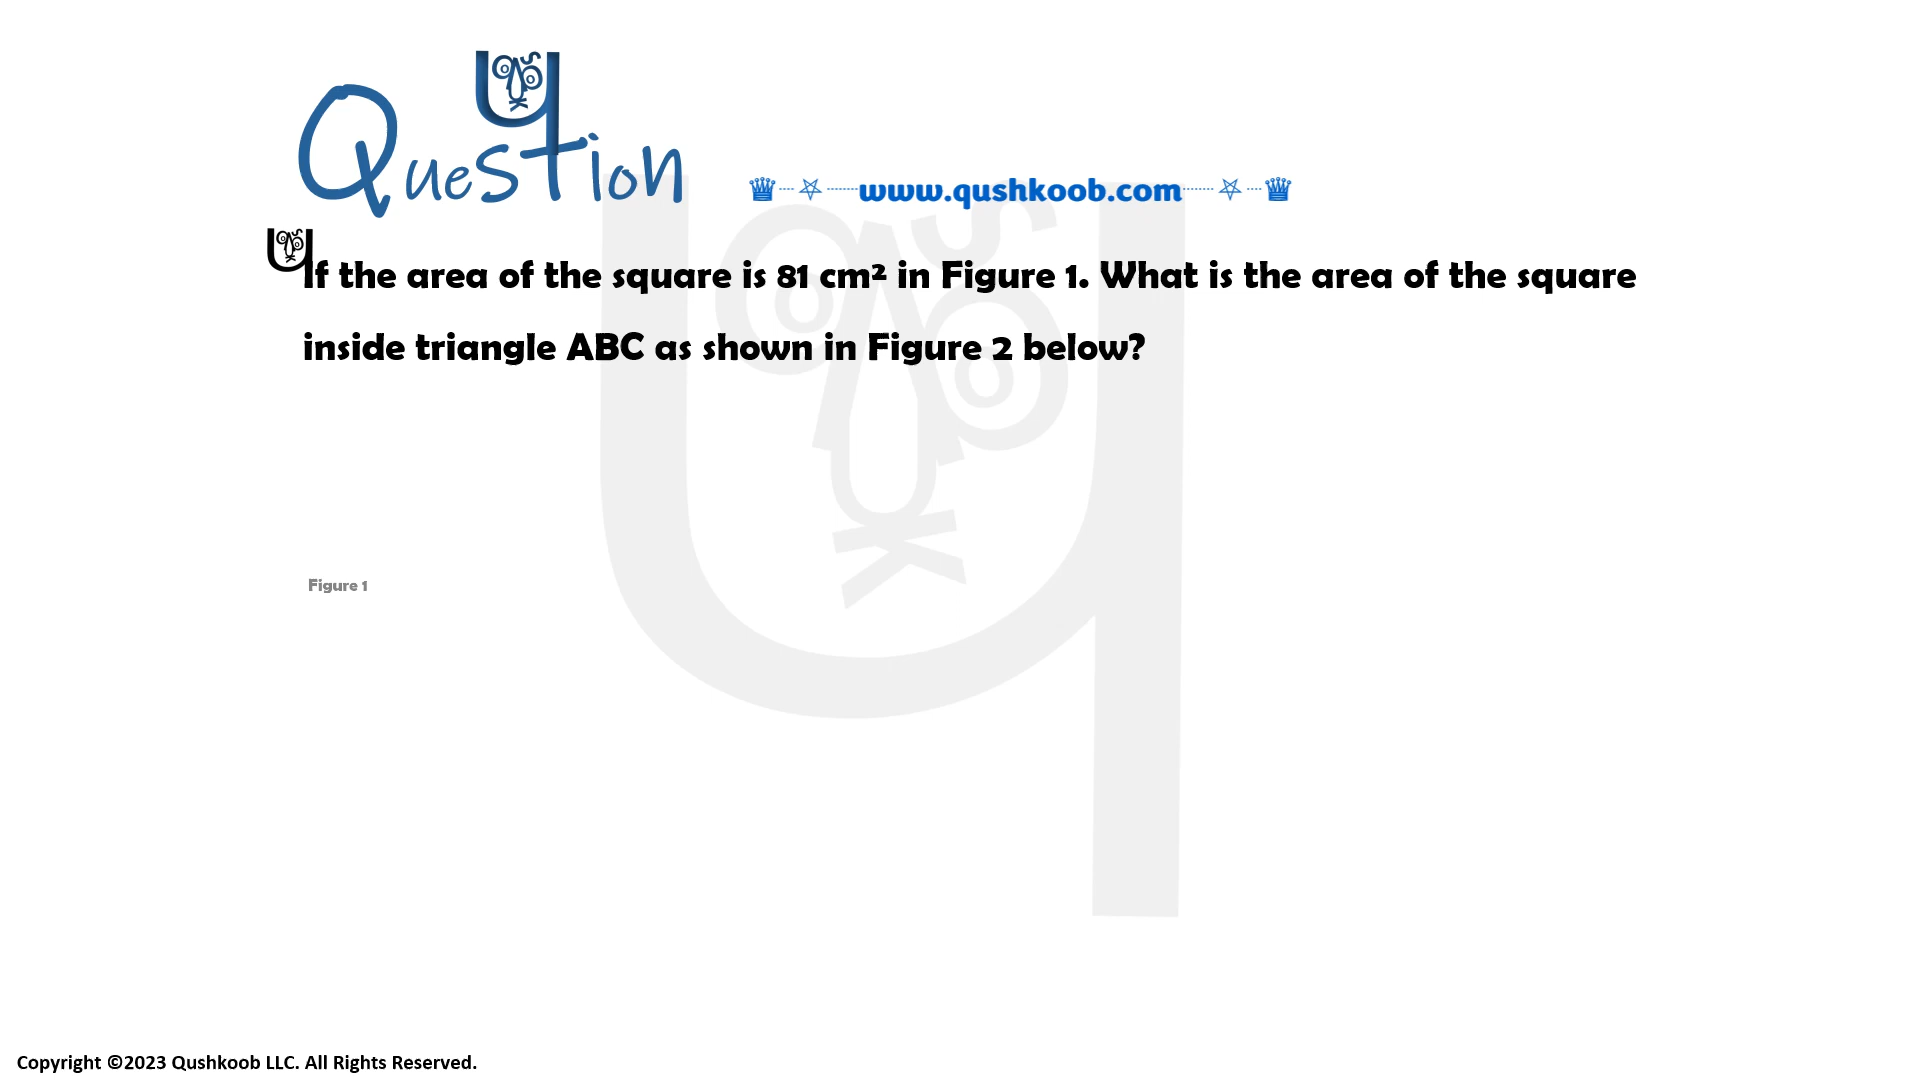 Question
www.qushkoob.com
If the area of the square is 81 cm² in Figure 1. What is the area of the square
inside triangle ABC as shown in Figure 2 below?
Figure 1
Copyright ©2023 Qushkoob LLC. All Rights Reserved.